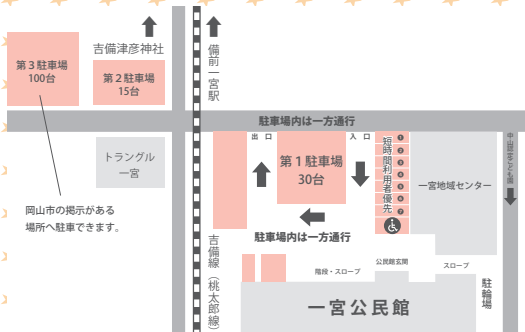 第3駐車場
100台
吉備津彦神社
第2駐車場
15台
備前一宮駅
駐車場内は一方通行
出口
入口
トラングル
一宮
第1駐車場
30台
短時間利用者優先
1
2
3
4
5
6
7
一宮地域センター
岡山市の掲示がある
場所へ駐車できます。
駐車場内は一方通行
吉備線(桃太郎線)
階段・スロープ
公民館玄関
スロープ
駐輪場
一宮公民館